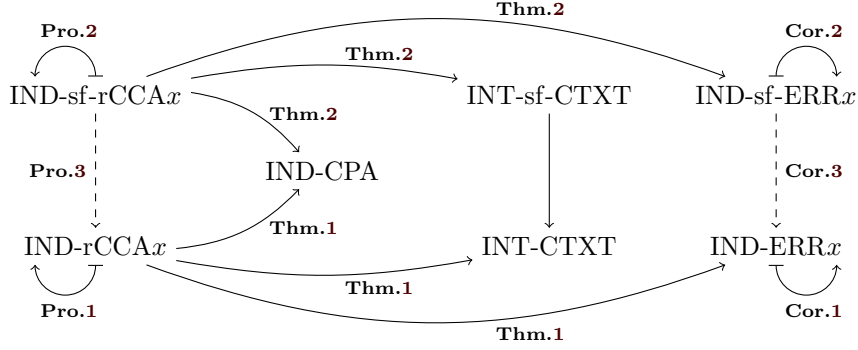 Thm.2
Pro.2
Cor.2
Thm.2
IND-sf-rCCAx
INT-sf-CTXT
IND-sf-ERRx
Thm.2
Pro.3
IND-CPA
Cor.3
Thm.1
IND-rCCAx
INT-CTXT
IND-ERRx
Thm.1
Pro.1
Cor.1
Thm.1